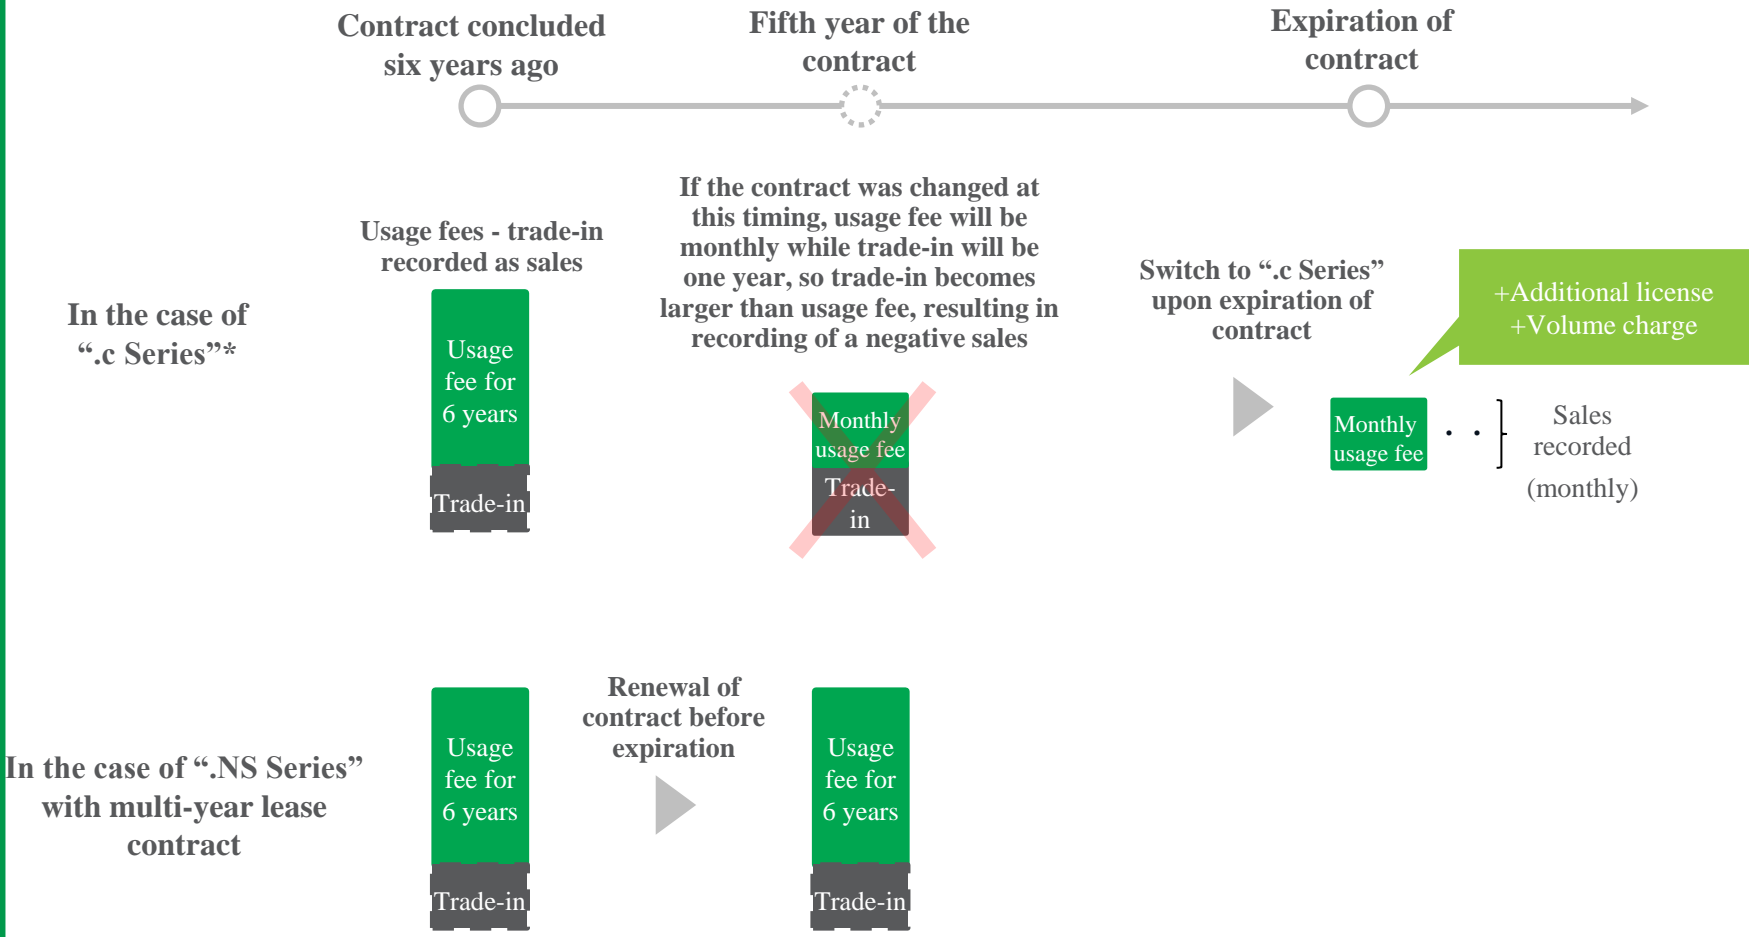 Contract concluded
six years ago
Fifth year of the
contract
Expiration of
contract
In the case of
“.c Series”*
Usage fees - trade-in
recorded as sales
Usage
fee for
6 years
Trade-in
If the contract was changed at
this timing, usage fee will be
monthly while trade-in will be
one year, so trade-in becomes
larger than usage fee, resulting in
recording of a negative sales
Monthly
usage fee
Trade-
in
Switch to “.c Series”
upon expiration of
contract
+Additional license
+Volume charge
Monthly
usage fee
・・
Sales
recorded
(monthly)
In the case of “.NS Series”
with multi-year lease
contract
Usage
fee for
6 years
Trade-in
Renewal of
contract before
expiration
Usage
fee for
6 years
Trade-in